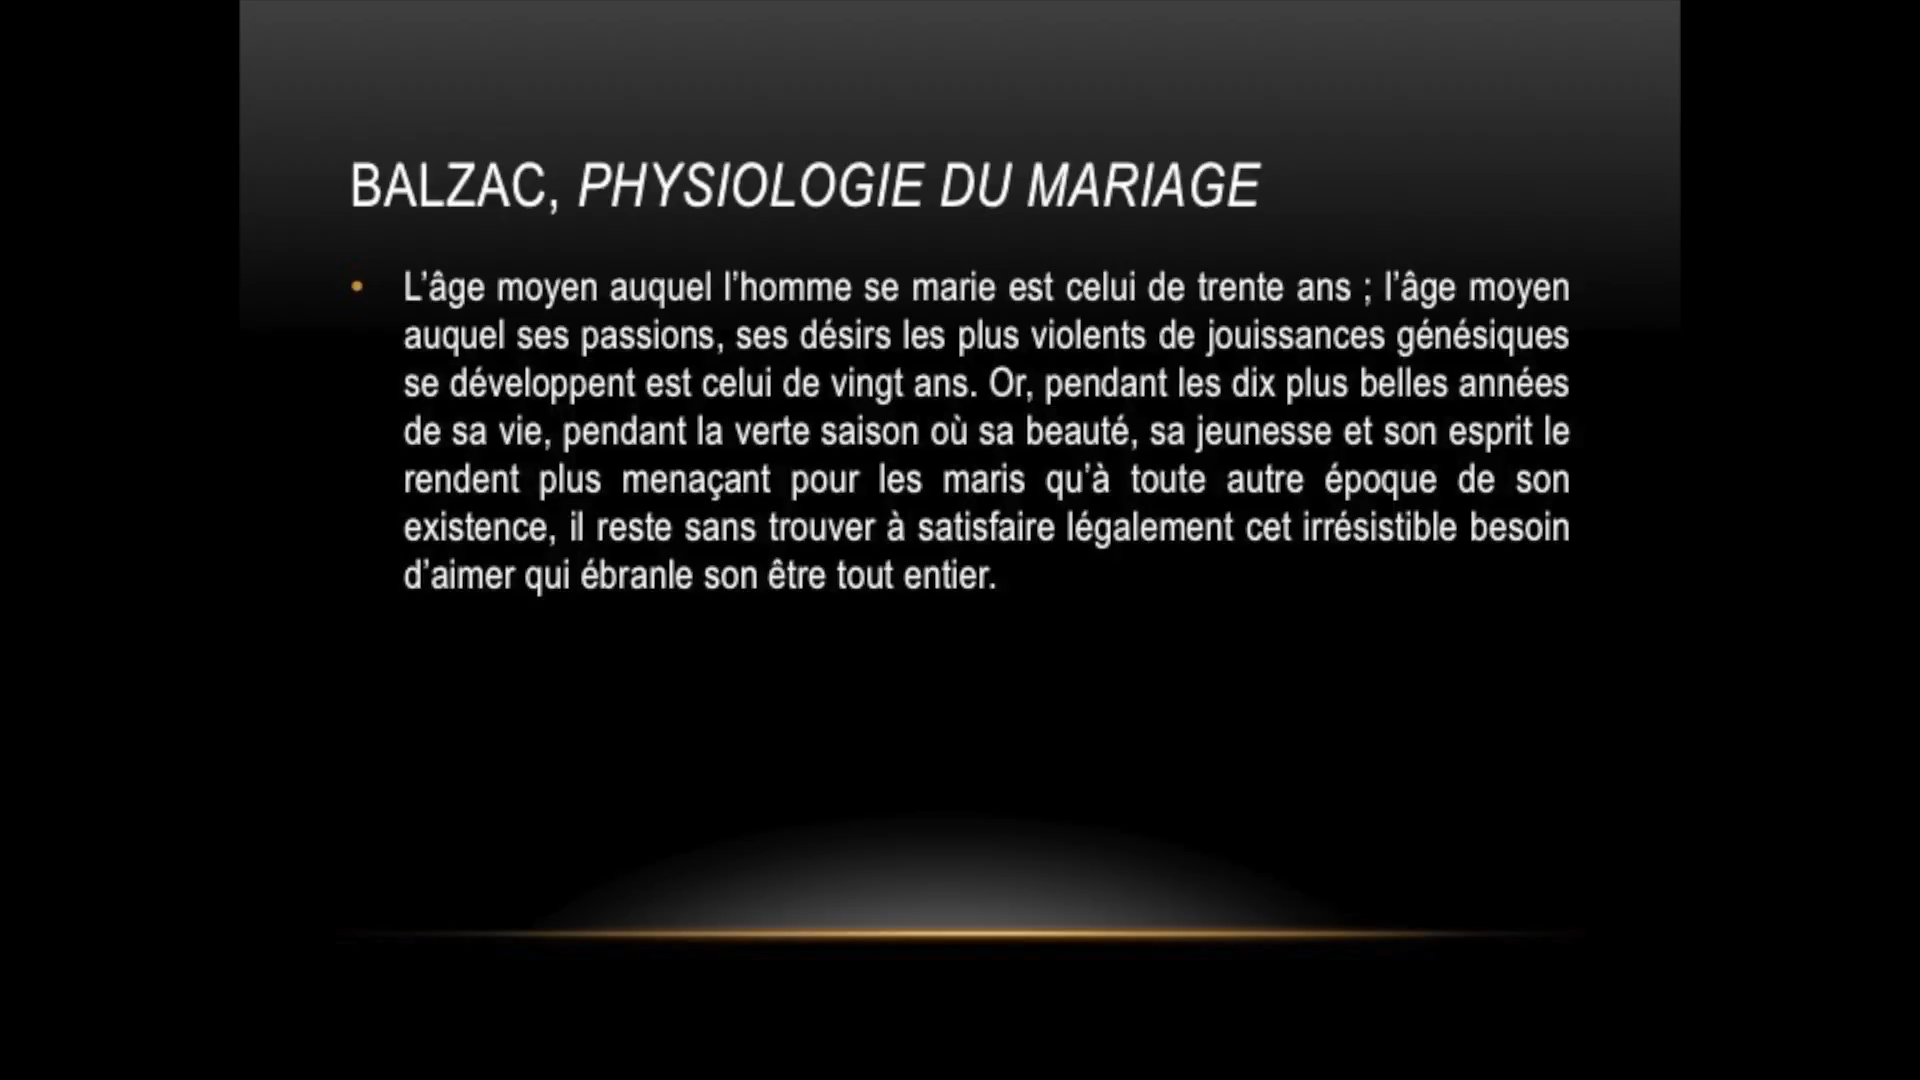 BALZAC, PHYSIOLOGIE DU MARIAGE
• L’âge moyen auquel l’homme se marie est celui de trente ans ; l’âge moyen
auquel ses passions, ses désirs les plus violents de jouissances génésiques
se développent est celui de vingt ans. Or, pendant les dix plus belles années
de sa vie, pendant la verte saison où sa beauté, sa jeunesse et son esprit le
rendent plus menaçant pour les maris qu’à toute autre époque de son
existence, il reste sans trouver à satisfaire légalement cet irrésistible besoin
d’aimer qui ébranle son être tout entier.